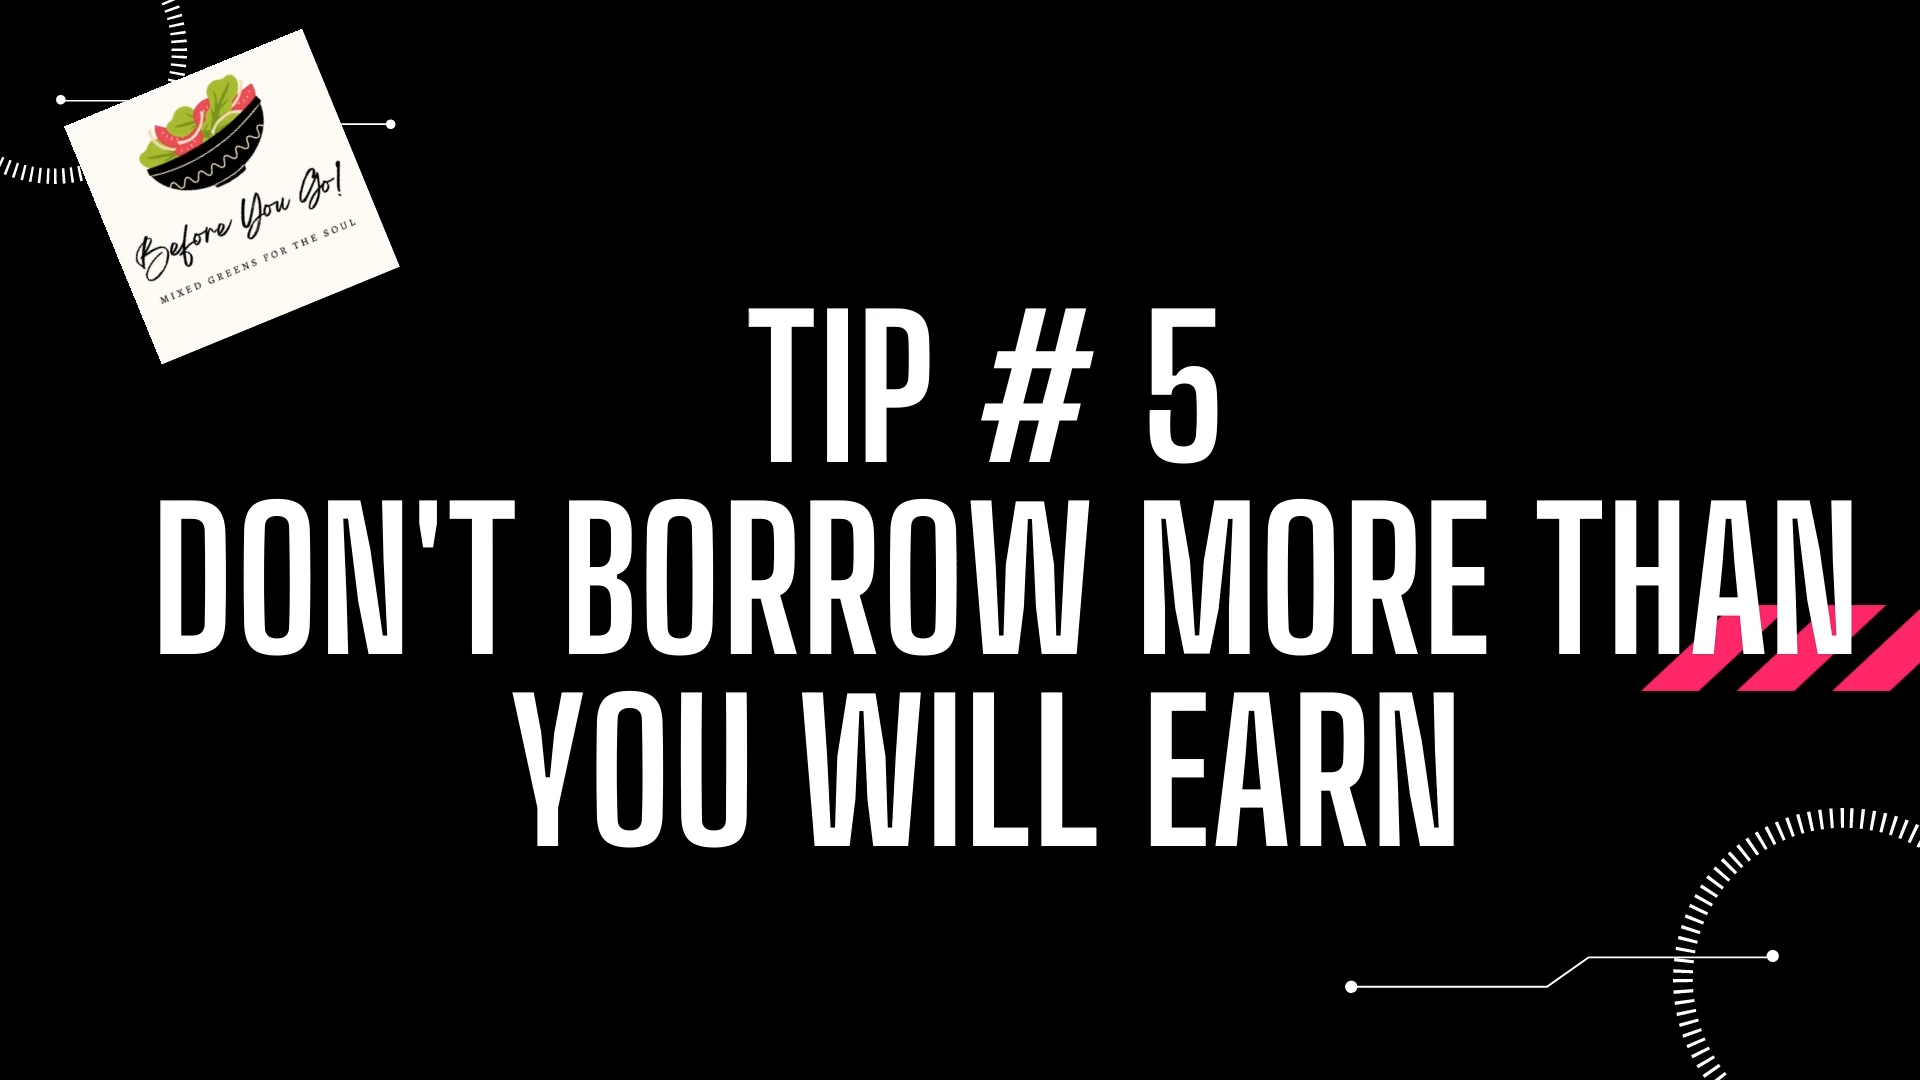 Before You Go!
MIXED GREENS FOR THE SOUL
TIP # 5
DON'T BORROW MORE THAN
YOU WILL EARN